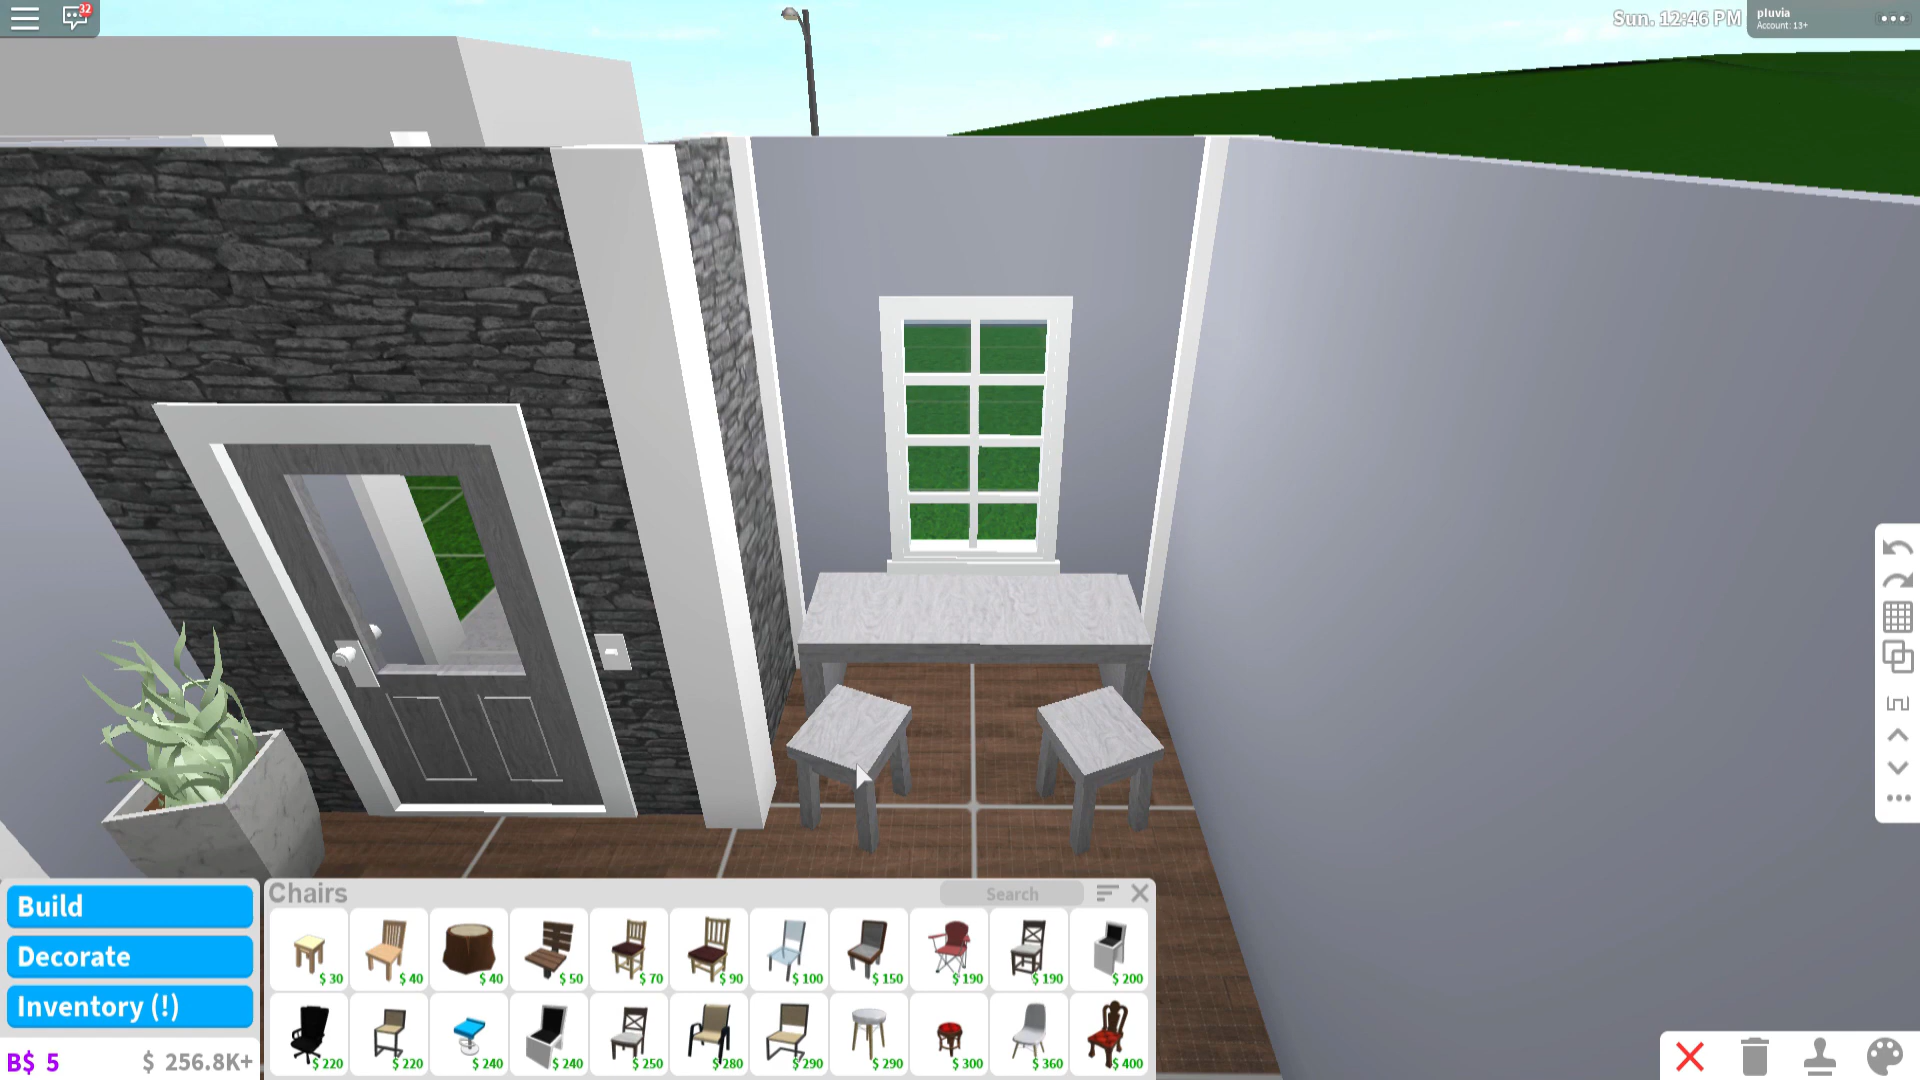 32
Sun. 12:46 PM
pluvia
Account: 13+
Build
Decorate
Inventory (!)
B$ 5
$ 256.8K+
Chairs
Search
$ 30
$ 40
$ 40
$ 50
$ 70
$ 90
$ 100
$ 150
$ 190
$ 190
$ 200
$ 220
$ 220
$ 240
$ 240
$ 250
$ 280
$ 290
$ 290
$ 300
$ 360
$ 400